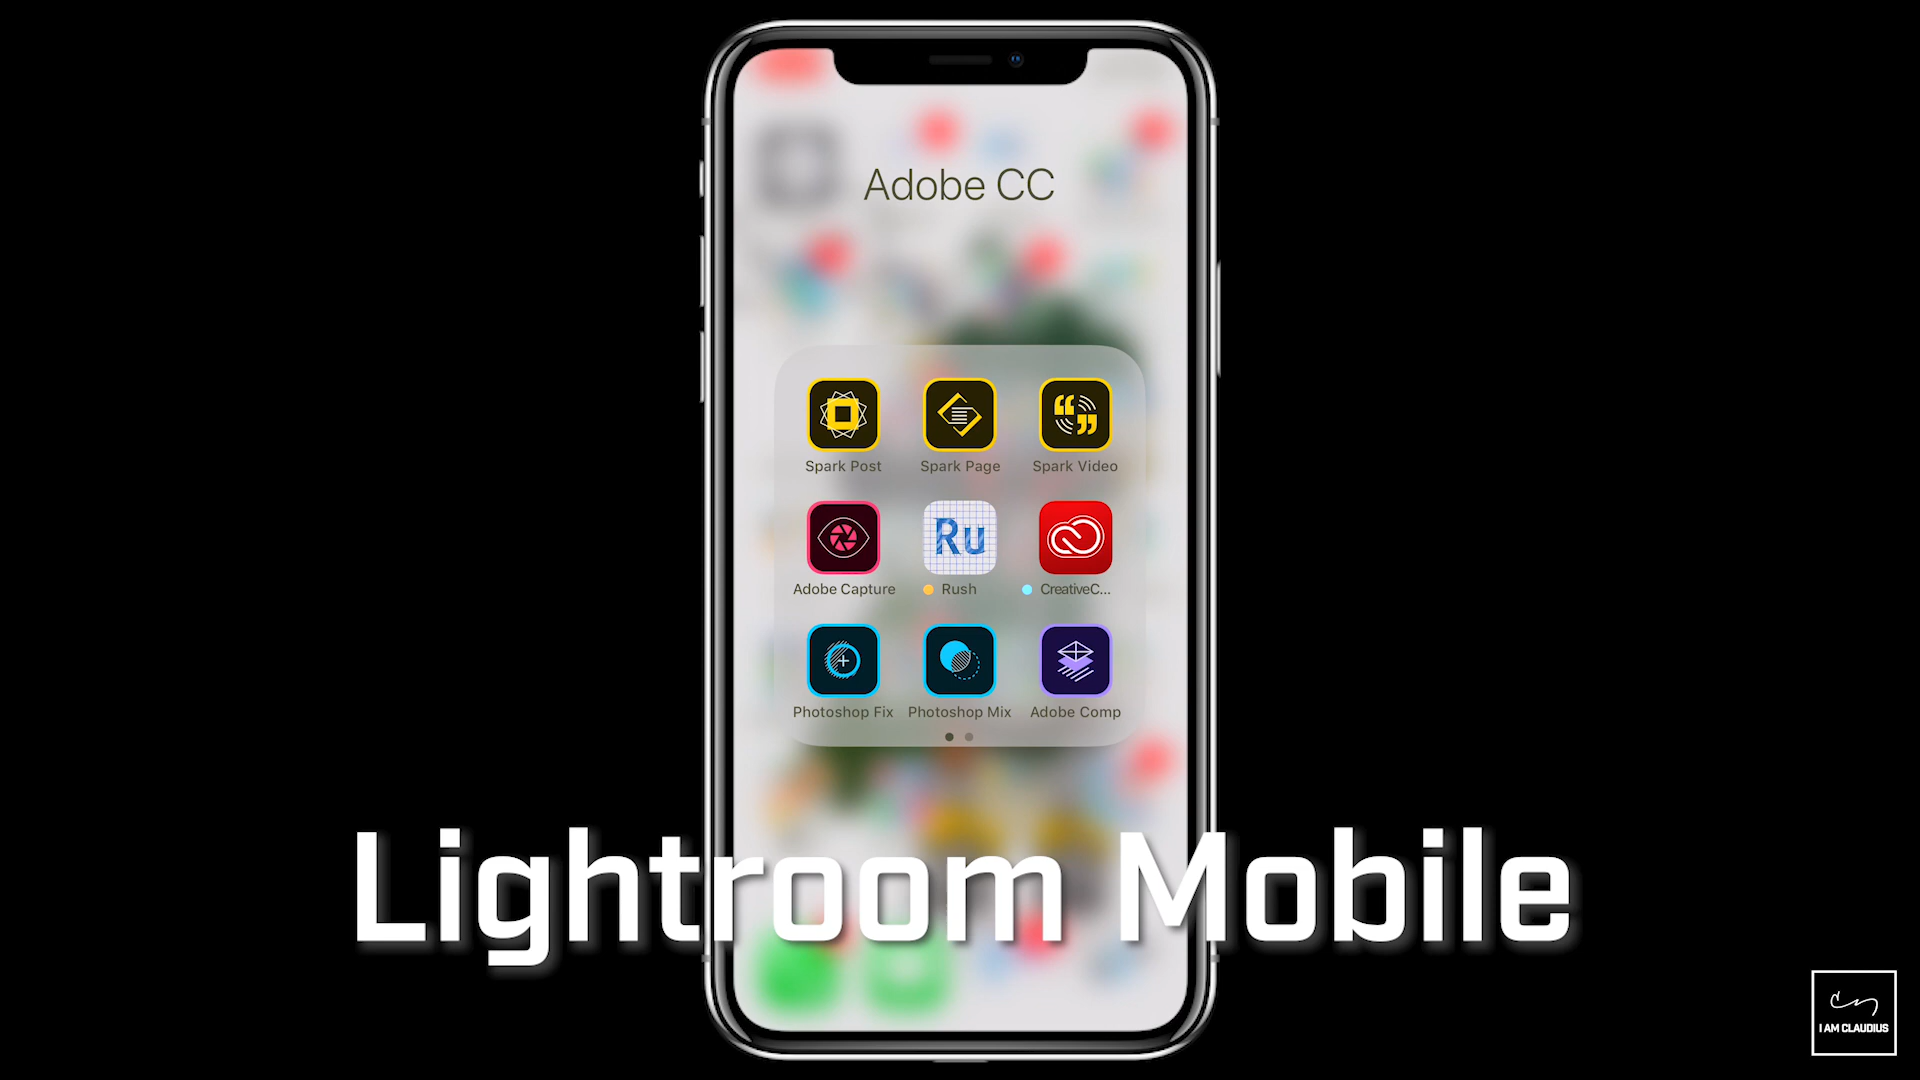 Adobe CC
Spark Post
Spark Page
Spark Video
Adobe Capture
Ru
Rush
CreativeC...
Photoshop Fix
Photoshop Mix
Adobe Comp
Lightroom Mobile
I AM CLAUDIUS